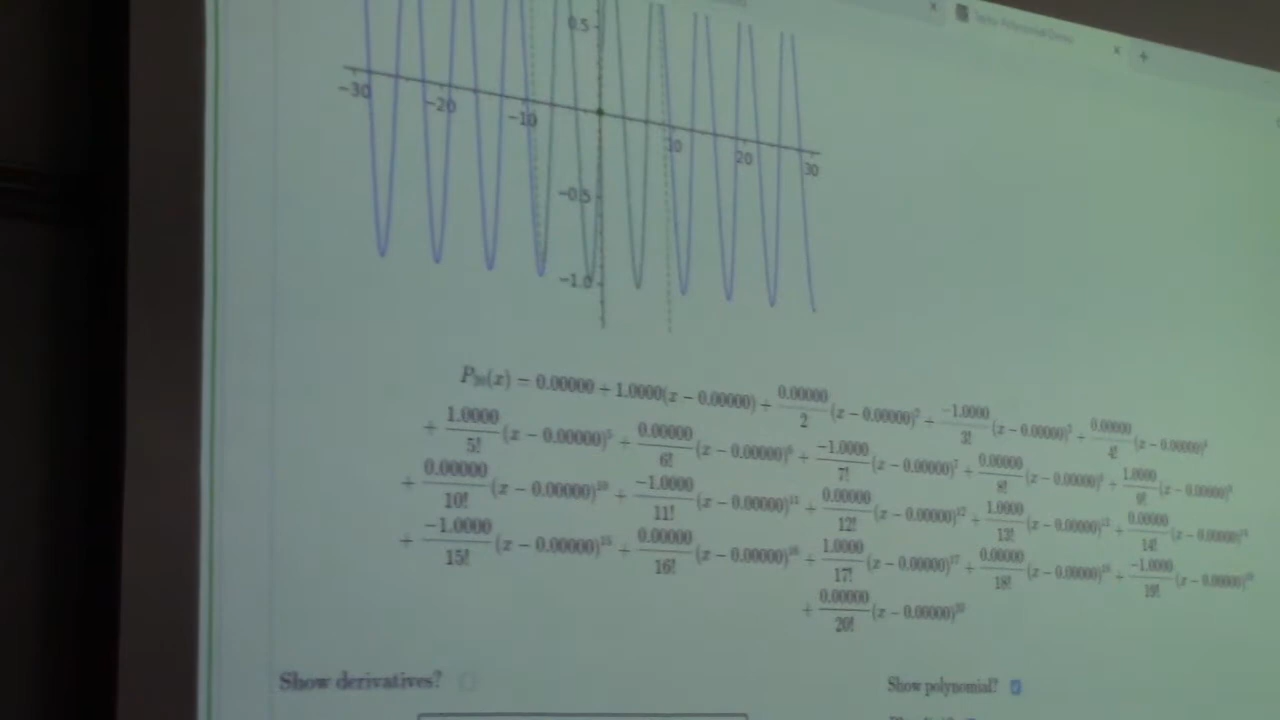 Taylor Polynomial Demo
0.5
−30 −20 −10 10 20 30
−0.5
−1.0
P₂₀(x) = 0.00000 + 1.0000(x − 0.00000) + 0.00000/2 (x − 0.00000)² + −1.0000/3! (x − 0.00000)³ + 0.00000/4! (x − 0.00000)⁴
+ 1.0000/5! (x − 0.00000)⁵ + 0.00000/6! (x − 0.00000)⁶ + −1.0000/7! (x − 0.00000)⁷ + 0.00000/8! (x − 0.00000)⁸ + 1.0000/9! (x − 0.00000)⁹
+ 0.00000/10! (x − 0.00000)¹⁰ + −1.0000/11! (x − 0.00000)¹¹ + 0.00000/12! (x − 0.00000)¹² + 1.0000/13! (x − 0.00000)¹³ + 0.00000/14! (x − 0.00000)¹⁴
+ −1.0000/15! (x − 0.00000)¹⁵ + 0.00000/16! (x − 0.00000)¹⁶ + 1.0000/17! (x − 0.00000)¹⁷ + 0.00000/18! (x − 0.00000)¹⁸ + −1.0000/19! (x − 0.00000)¹⁹
+ 0.00000/20! (x − 0.00000)²⁰
Show derivatives? Show polynomial?